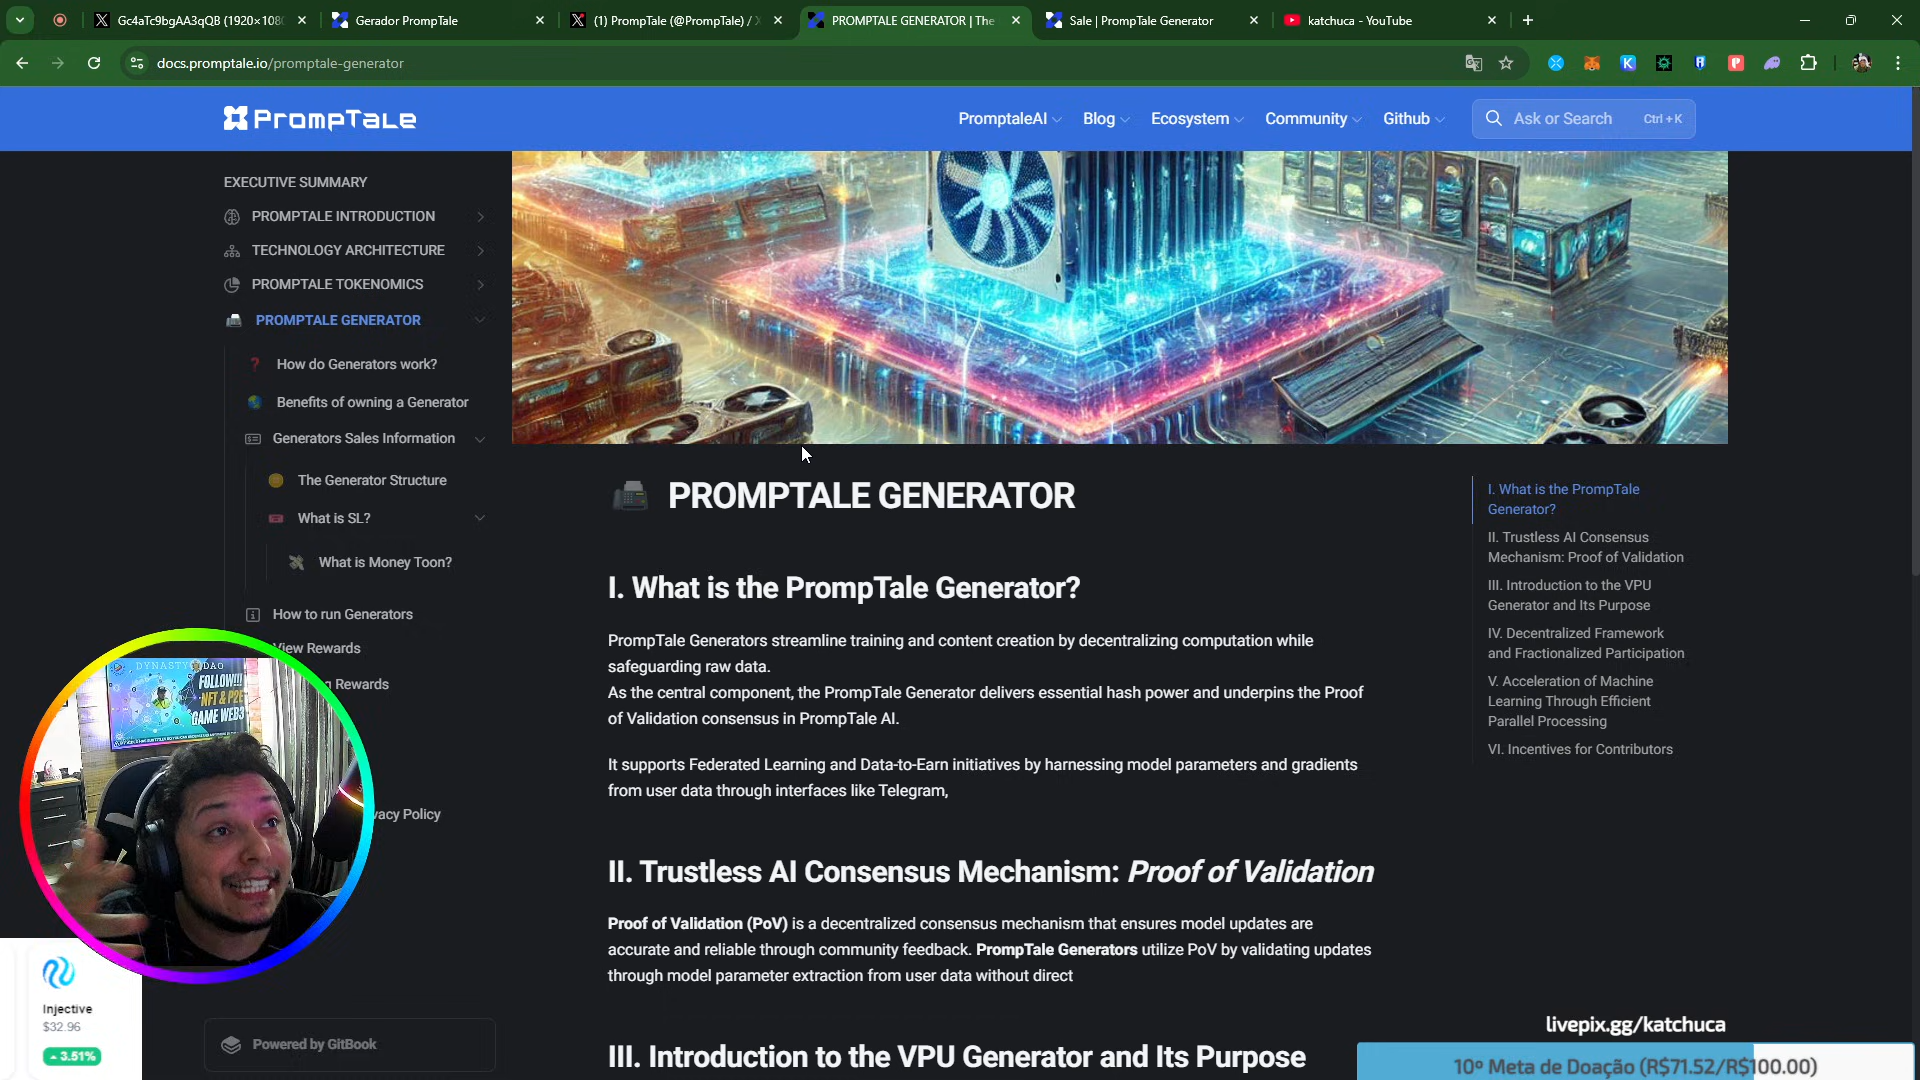 Gc4aTc9bgAA3qQB (1920×108
Gerador PrompTale
(1) PrompTale (@PrompTale) / X
PROMPTALE GENERATOR | The
Sale | PrompTale Generator
katchuca - YouTube
docs.promptale.io/promptale-generator
PrompTale
PromptaleAI
Blog
Ecosystem
Community
Github
Ask or Search
Ctrl + K
EXECUTIVE SUMMARY
PROMPTALE INTRODUCTION
TECHNOLOGY ARCHITECTURE
PROMPTALE TOKENOMICS
PROMPTALE GENERATOR
How do Generators work?
Benefits of owning a Generator
Generators Sales Information
The Generator Structure
What is SL?
What is Money Toon?
How to run Generators
View Rewards
g Rewards
vacy Policy
Powered by GitBook
PROMPTALE GENERATOR
I. What is the PrompTale Generator?
PrompTale Generators streamline training and content creation by decentralizing computation while
safeguarding raw data.
As the central component, the PrompTale Generator delivers essential hash power and underpins the Proof
of Validation consensus in PrompTale AI.
It supports Federated Learning and Data-to-Earn initiatives by harnessing model parameters and gradients
from user data through interfaces like Telegram,
II. Trustless AI Consensus Mechanism: Proof of Validation
Proof of Validation (PoV) is a decentralized consensus mechanism that ensures model updates are
accurate and reliable through community feedback. PrompTale Generators utilize PoV by validating updates
through model parameter extraction from user data without direct
III. Introduction to the VPU Generator and Its Purpose
I. What is the PrompTale
Generator?
II. Trustless AI Consensus
Mechanism: Proof of Validation
III. Introduction to the VPU
Generator and Its Purpose
IV. Decentralized Framework
and Fractionalized Participation
V. Acceleration of Machine
Learning Through Efficient
Parallel Processing
VI. Incentives for Contributors
DYNASTY DAO
FOLLOW!!!
NFT & P2E
GAME WEB3
Injective
$32.96
3.51%
livepix.gg/katchuca
10º Meta de Doação (R$71.52/R$100.00)